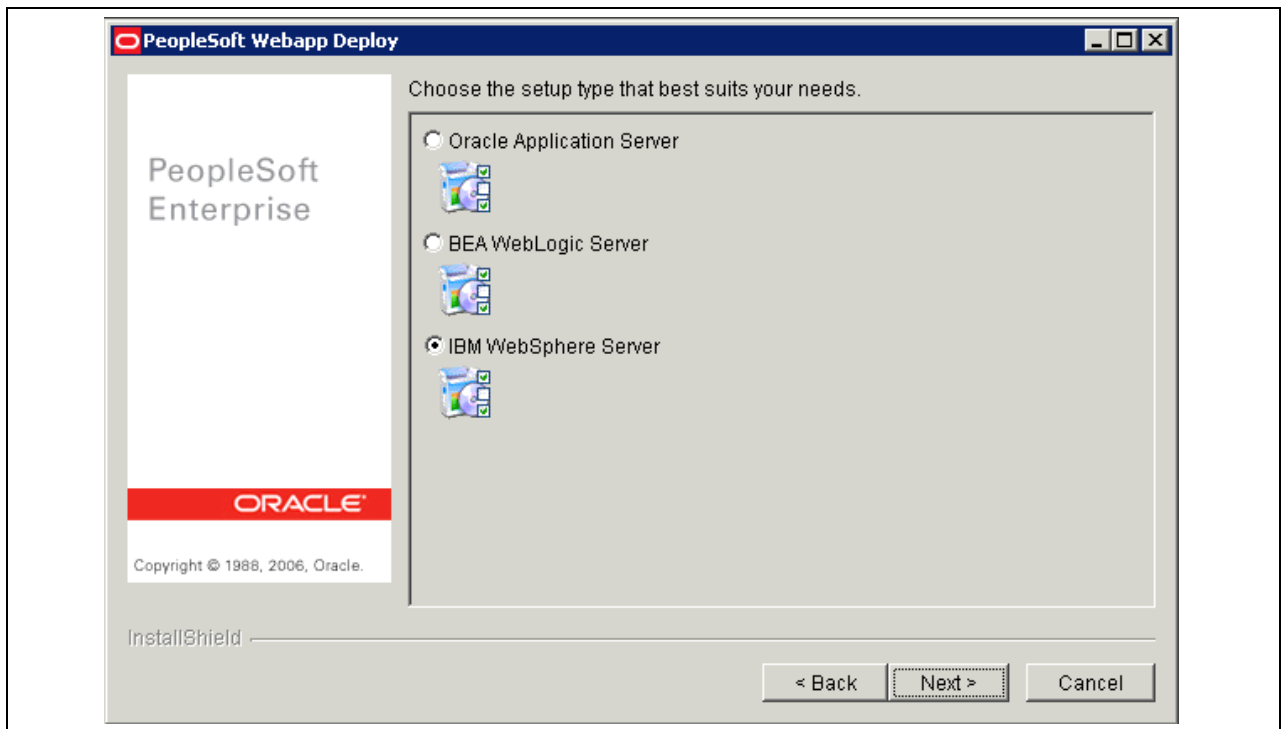 PeopleSoft Webapp Deploy
Choose the setup type that best suits your needs.
PeopleSoft
Enterprise
Oracle Application Server
BEA WebLogic Server
IBM WebSphere Server
ORACLE
Copyright © 1988, 2006, Oracle.
InstallShield
< Back
Next >
Cancel